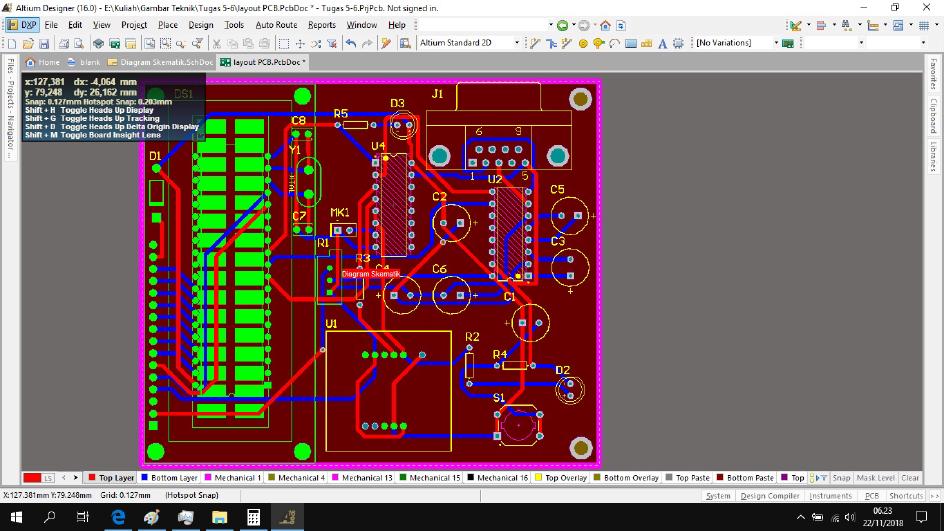 Altium Designer (10.0) - E:\Kuliah\Gambar Teknik\Tugas 5-6\layout PCB.PcbDoc * - Tugas 5-6.PrjPcb. Not signed in.
DXP File Edit View Project Place Design Tools Auto Route Reports Window Help
Altium Standard 2D [No Variations]
Home blank Diagram Skematik.SchDoc layout PCB.PcbDoc *
x:127,381 dx: -4,064 mm
y: 79,248 dy: 26,162 mm
Snap: 0.127mm Hotspot Snap: 0.203mm
Shift + H Toggle Heads Up Display
Shift + G Toggle Heads Up Tracking
Shift + D Toggle Heads Up Delta Origin Display
Shift + M Toggle Board Insight Lens
Files - Projects - Navigator
Favorites
Clipboard
Libraries
DS1
J1
D3
R5
C8
6 9
Y1
U4
D1
1 5
U2
C5
C2
C7
MK1
C3
R1
R3
Diagram Skematik
C6
C1
U1
R2
R4
D2
S1
LS Top Layer Bottom Layer Mechanical 1 Mechanical 4 Mechanical 13 Mechanical 15 Mechanical 16 Top Overlay Bottom Overlay Top Paste Bottom Paste Top Snap Mask Level Clear
X:127.381mm Y:79.248mm Grid: 0.127mm (Hotspot Snap) System Design Compiler Instruments PCB Shortcuts
06.23
22/11/2018